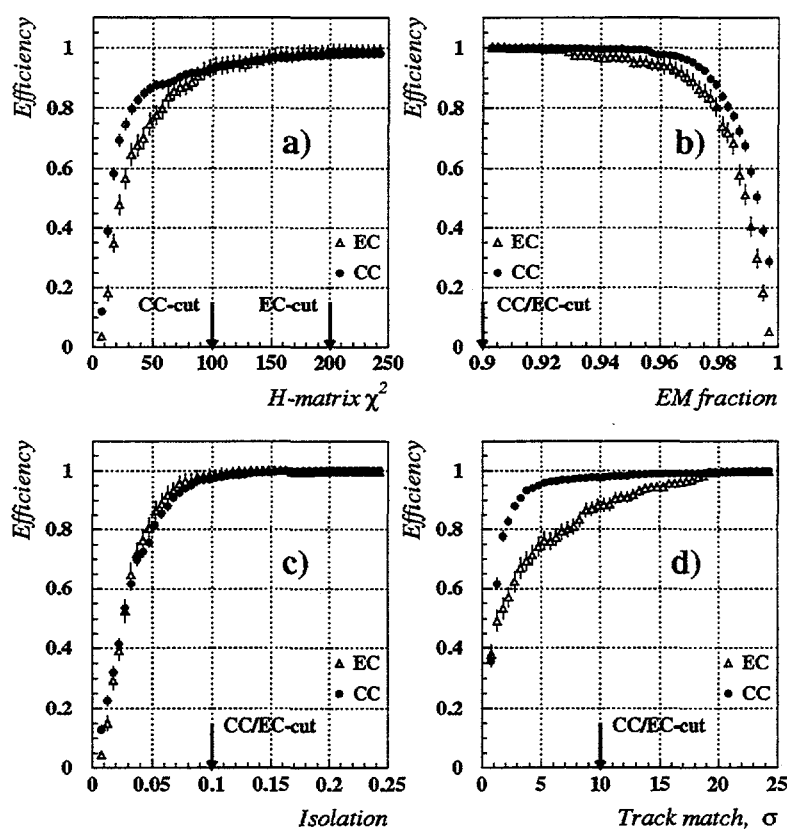 Efficiency
1
0.8
0.6
0.4
0.2
0
a)
EC
CC
CC-cut
EC-cut
0 50 100 150 200 250
H-matrix χ²
Efficiency
1
0.8
0.6
0.4
0.2
0
b)
EC
CC
CC/EC-cut
0.9 0.92 0.94 0.96 0.98 1
EM fraction
Efficiency
1
0.8
0.6
0.4
0.2
0
c)
EC
CC
CC/EC-cut
0 0.05 0.1 0.15 0.2 0.25
Isolation
Efficiency
1
0.8
0.6
0.4
0.2
0
d)
EC
CC
CC/EC-cut
0 5 10 15 20 25
Track match, σ